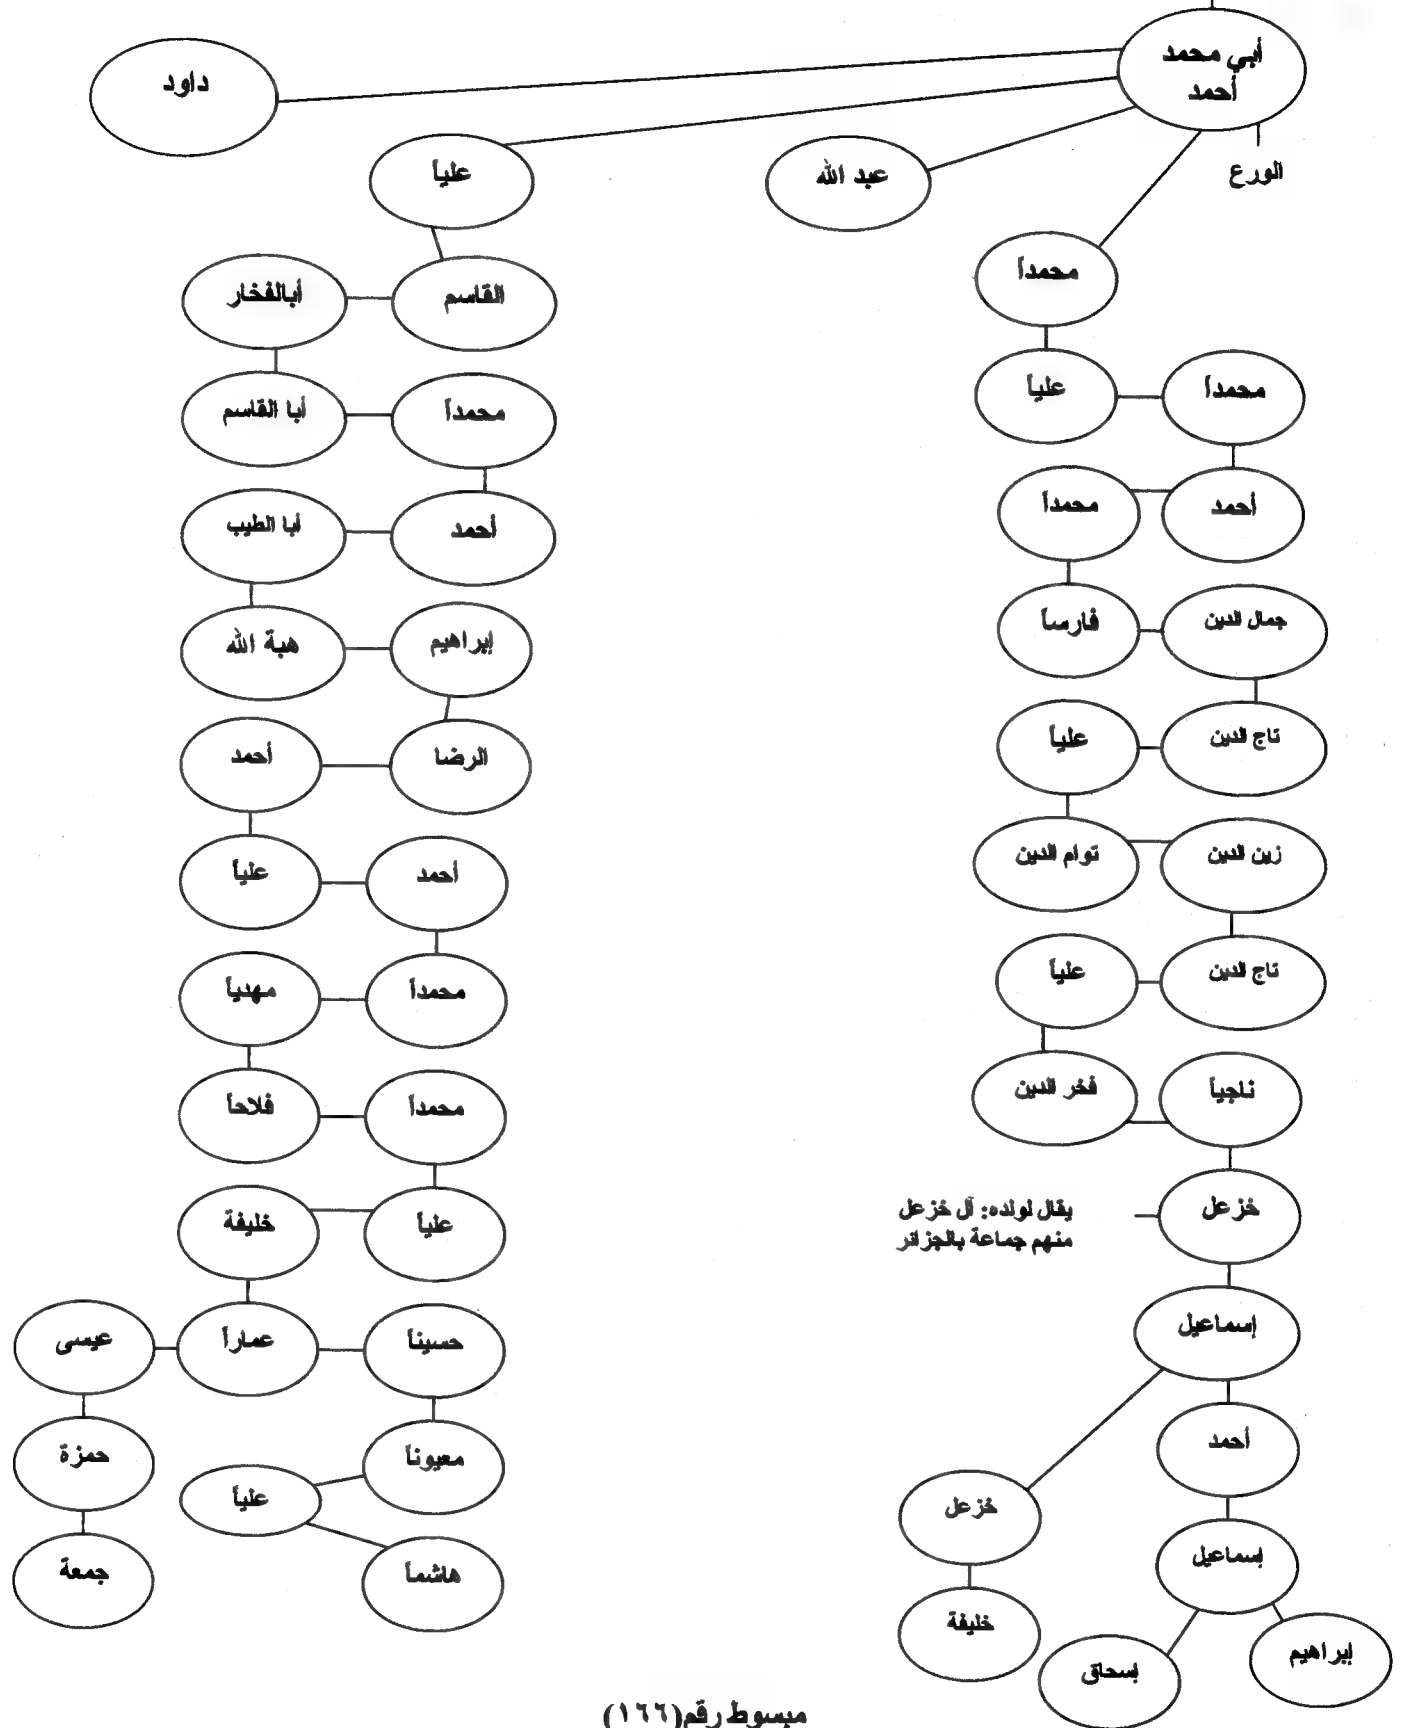 أبي محمد
أحمد
الورع
داود
علياً
عبد الله
محمداً
القاسم
أبالفخار
علياً
محمداً
أبا القاسم
محمداً
أحمد
محمداً
أحمد
أبا الطيب
جمال الدين
فارساً
إبراهيم
هبة الله
تاج الدين
علياً
الرضا
أحمد
زين الدين
توام الدين
أحمد
علياً
تاج الدين
علياً
محمداً
مهدياً
ناجياً
فخر الدين
محمداً
فلاحاً
خزعل
يقال لولده: آل خزعل
منهم جماعة بالجزائر
علياً
خليفة
إسماعيل
حسيناً
عماراً
عيسى
أحمد
معيوناً
حمزة
علياً
خزعل
إسماعيل
هاشماً
جمعة
خليفة
إبراهيم
إسحاق
مبسوط رقم(١٦٦)